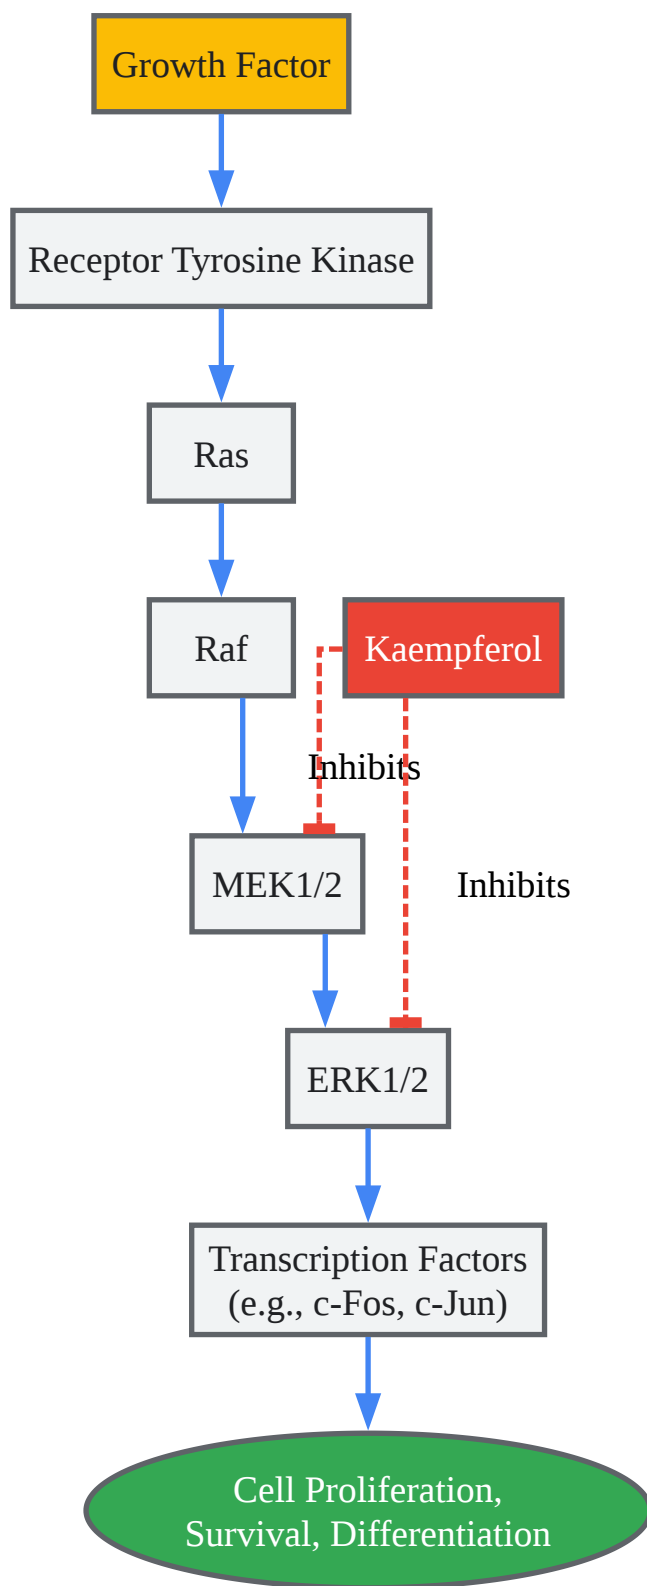 Growth Factor
Receptor Tyrosine Kinase
Ras
Raf
Kaempferol
Inhibits
MEK1/2
Inhibits
ERK1/2
Transcription Factors
(e.g., c-Fos, c-Jun)
Cell Proliferation,
Survival, Differentiation